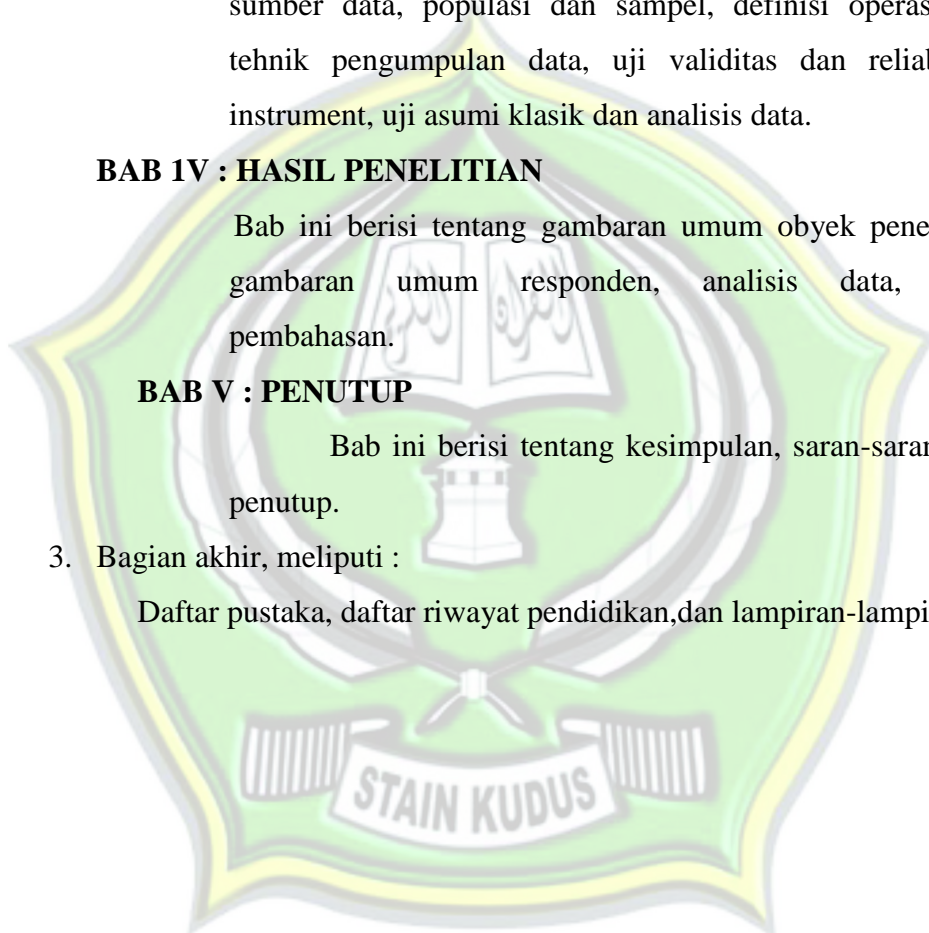 sumber data, populasi dan sampel, definisi operas
tehnik pengumpulan data, uji validitas dan relial
instrument, uji asumi klasik dan analisis data.
BAB 1V : HASIL PENELITIAN
Bab ini berisi tentang gambaran umum obyek pene
gambaran umum responden, analisis data,
pembahasan.
BAB V : PENUTUP
Bab ini berisi tentang kesimpulan, saran-saran
penutup.
3. Bagian akhir, meliputi :
Daftar pustaka, daftar riwayat pendidikan,dan lampiran-lampi
STAIN KUDUS